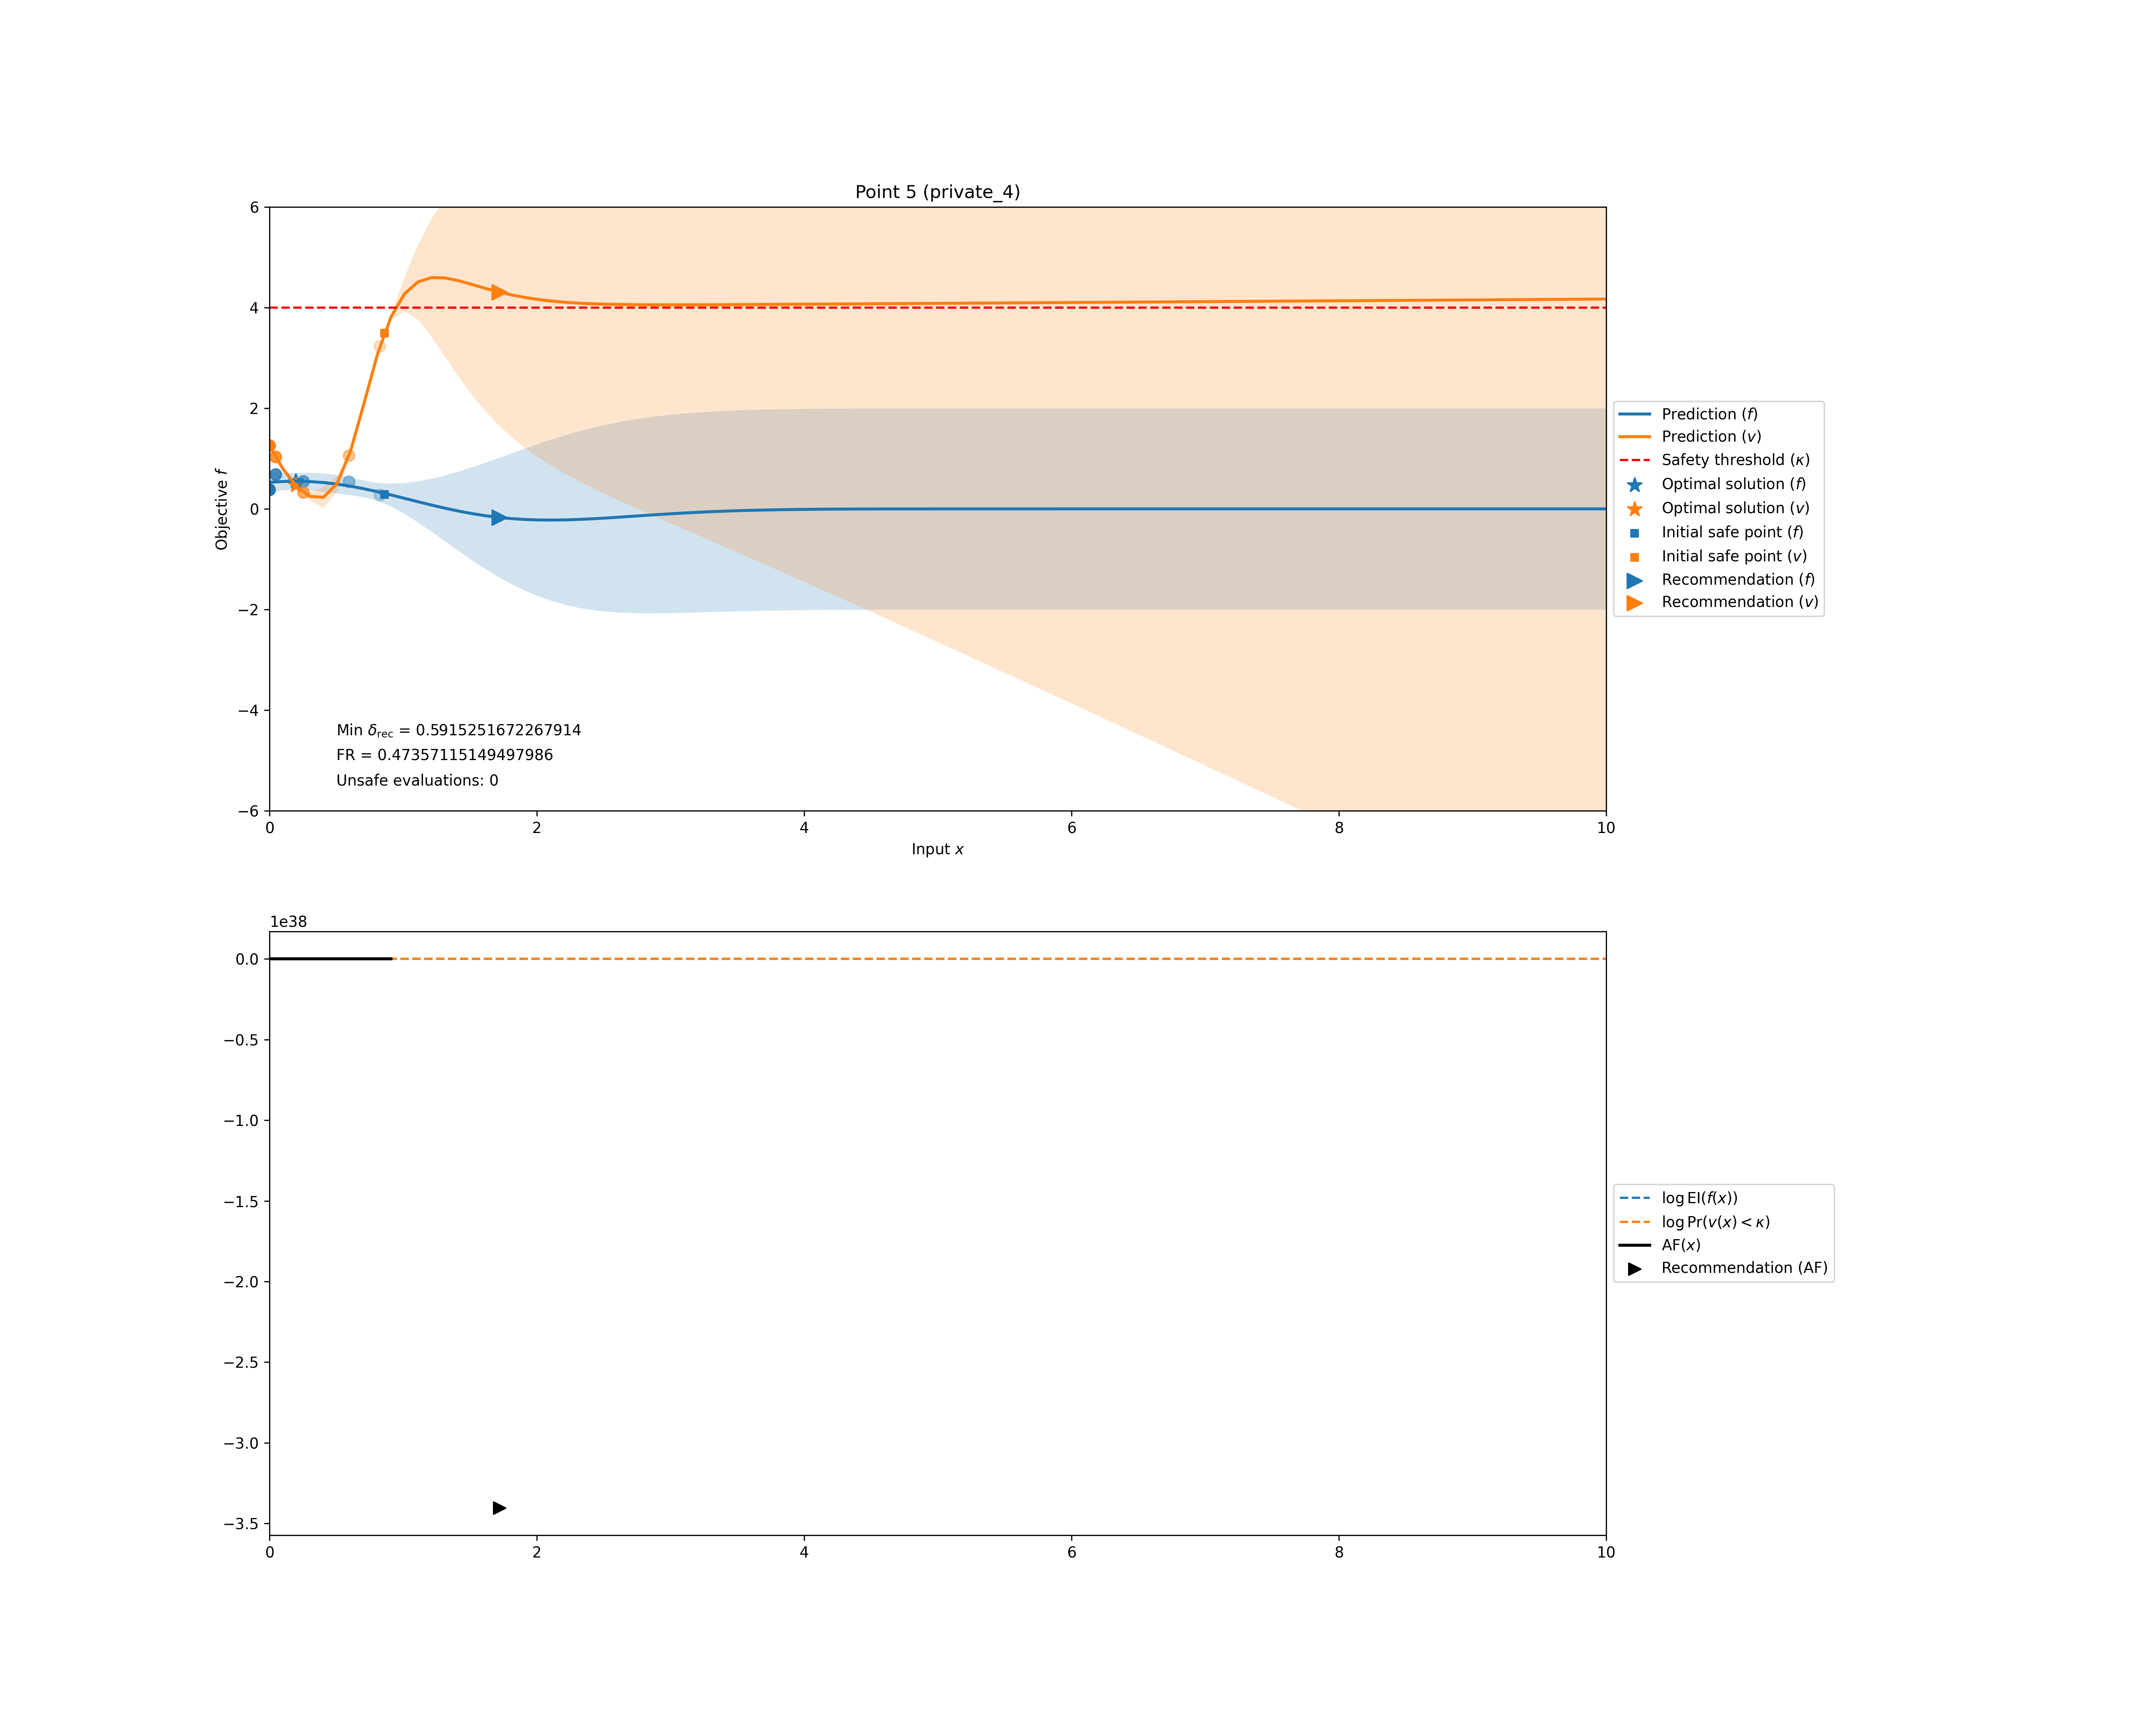 Point 5 (private_4)
6
4
2
0
−2
−4
−6
Objective f
Min δrec = 0.5915251672267914
FR = 0.47357115149497986
Unsafe evaluations: 0
0 2 4 6 8 10
Input x
Prediction (f)
Prediction (v)
Safety threshold (κ)
Optimal solution (f)
Optimal solution (v)
Initial safe point (f)
Initial safe point (v)
Recommendation (f)
Recommendation (v)
1e38
0.0
−0.5
−1.0
−1.5
−2.0
−2.5
−3.0
−3.5
0 2 4 6 8 10
log EI(f(x))
log Pr(v(x) < κ)
AF(x)
Recommendation (AF)